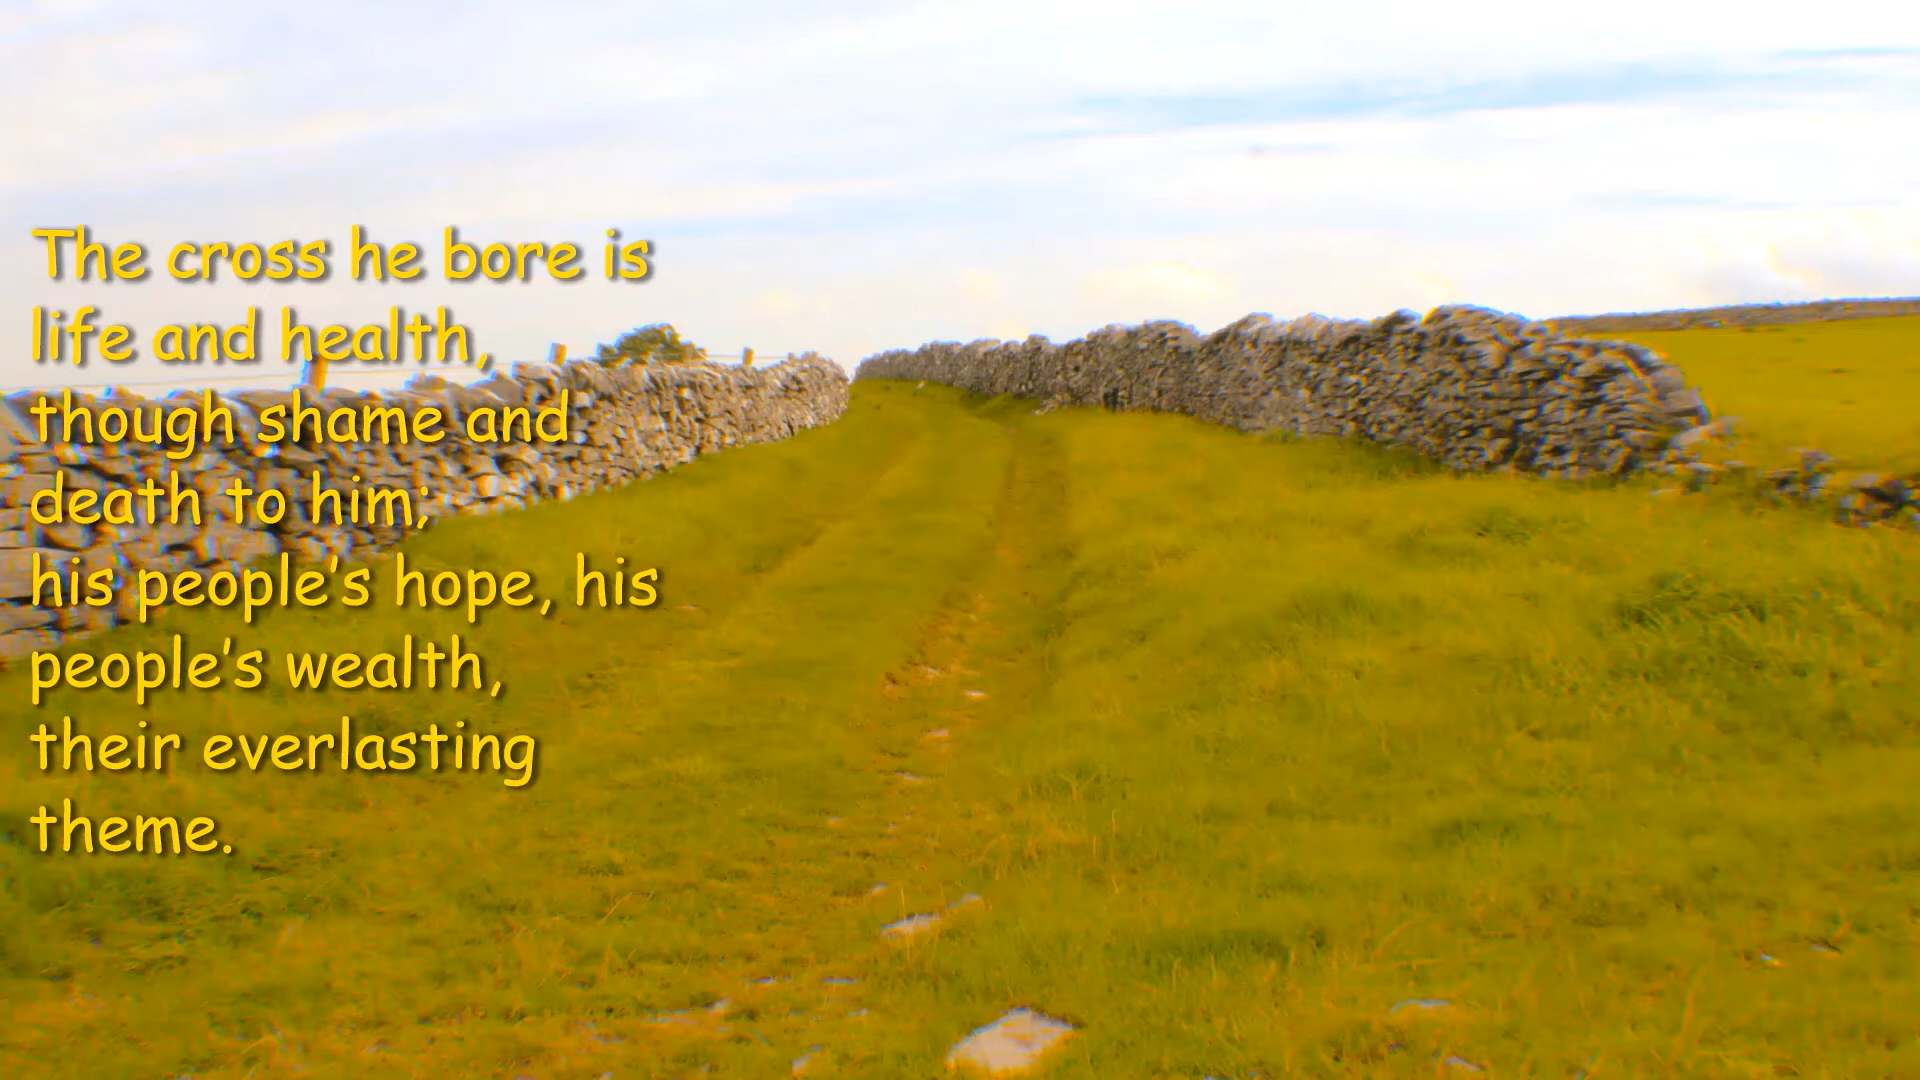 The cross he bore is
life and health,
though shame and
death to him;
his people’s hope, his
people’s wealth,
their everlasting
theme.